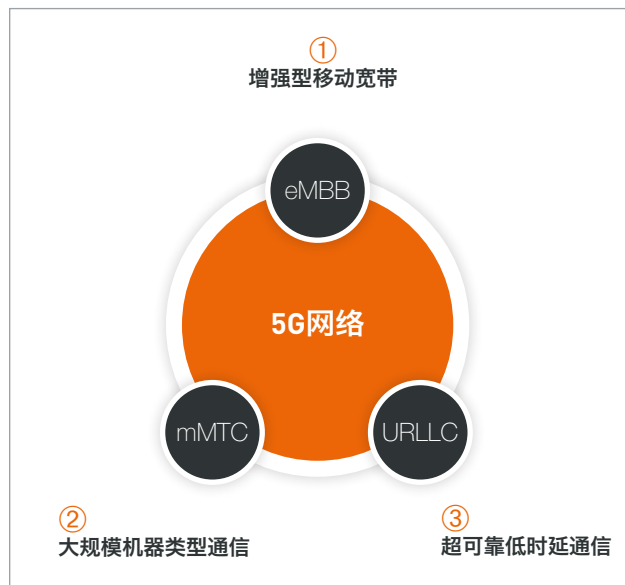 ①
增强型移动宽带
eMBB
5G网络
mMTC
URLLC
②
大规模机器类型通信
③
超可靠低时延通信